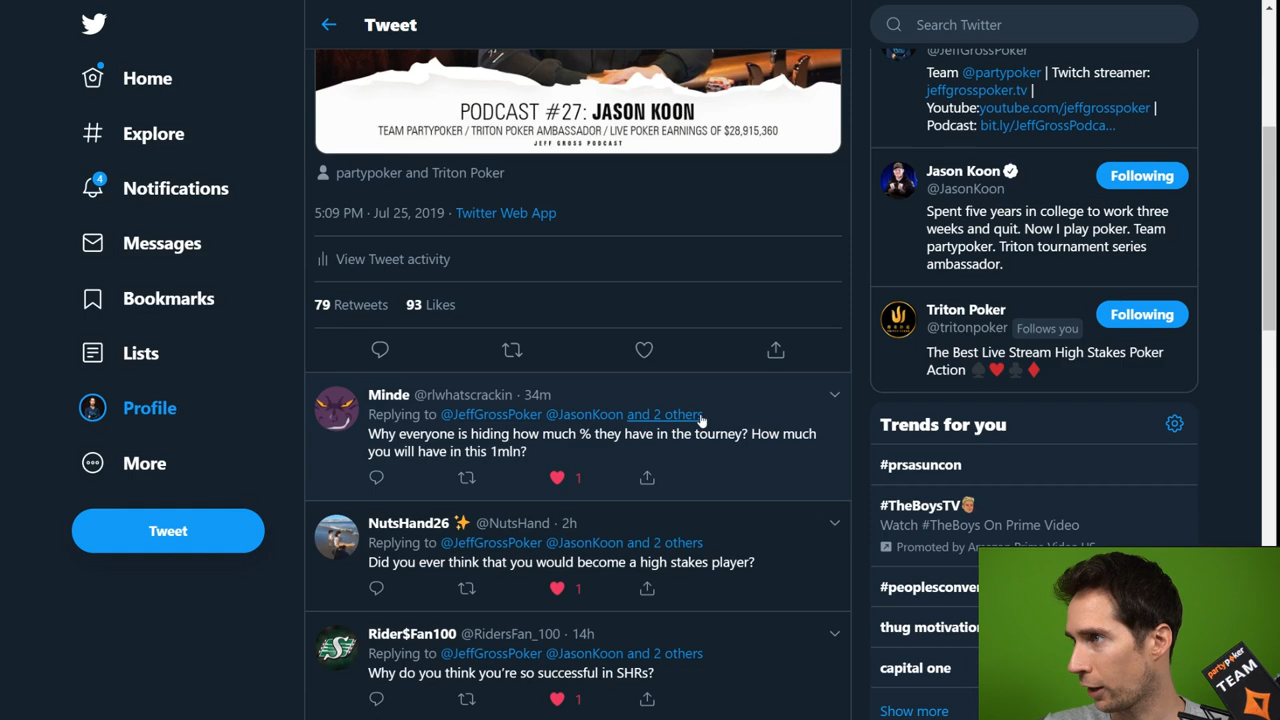 Home
Explore
4
Notifications
Messages
Bookmarks
Lists
Profile
More
Tweet
Tweet
PODCAST #27: JASON KOON
TEAM PARTYPOKER / TRITON POKER AMBASSADOR / LIVE POKER EARNINGS OF $28,915,360
JEFF GROSS PODCAST
partypoker and Triton Poker
5:09 PM · Jul 25, 2019 · Twitter Web App
View Tweet activity
79 Retweets 93 Likes
Minde @rlwhatscrackin · 34m
Replying to @JeffGrossPoker @JasonKoon and 2 others
Why everyone is hiding how much % they have in the tourney? How much
you will have in this 1mln?
1
NutsHand26 ✨ @NutsHand · 2h
Replying to @JeffGrossPoker @JasonKoon and 2 others
Did you ever think that you would become a high stakes player?
1
Rider$Fan100 @RidersFan_100 · 14h
Replying to @JeffGrossPoker @JasonKoon and 2 others
Why do you think you're so successful in SHRs?
1
Search Twitter
@JeffGrossPoker
Team @partypoker | Twitch streamer:
jeffgrosspoker.tv |
Youtube:youtube.com/jeffgrosspoker |
Podcast: bit.ly/JeffGrossPodca...
Jason Koon
Following
@JasonKoon
Spent five years in college to work three
weeks and quit. Now I play poker. Team
partypoker. Triton tournament series
ambassador.
Triton Poker
Following
@tritonpoker Follows you
The Best Live Stream High Stakes Poker
Action ♠♥♣♦
Trends for you
#prsasuncon
#TheBoysTV
Watch #TheBoys On Prime Video
Promoted by Amazon Prime Video US
#peoplesconver
thug motivation
capital one
Show more
partypoker
TEAM